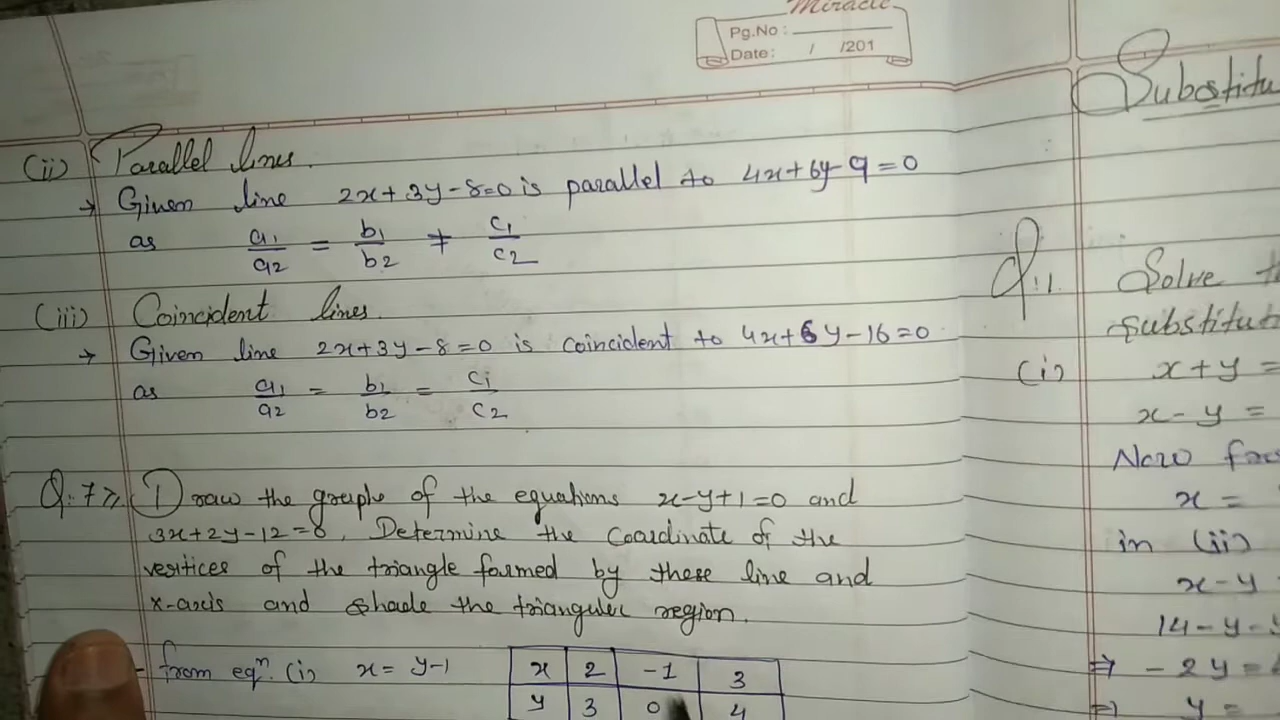 Miracle
Pg.No :
Date: / /201
(ii) Parallel lines.
→ Given line 2x+3y-8=0 is parallel to 4x+6y-9=0
as a1/a2 = b1/b2 ≠ c1/c2
(iii) Coincident lines.
→ Given line 2x+3y-8=0 is coincident to 4x+6y-16=0
as a1/a2 = b1/b2 = c1/c2
Q.7 Draw the graphe of the equations x-y+1=0 and
3x+2y-12=0. Determine the coordinate of the
vertices of the triangle formed by these line and
x-axis and shade the triangular region.
- from eqn. (i) x= y-1
x 2 -1 3
y 3 0 4
Substitu
Q.1. Solve
substitut
(i) x+y =
x-y =
Now
x =
in (ii)
x-y
14-y-y
⇒ -2y =
⇒ y =